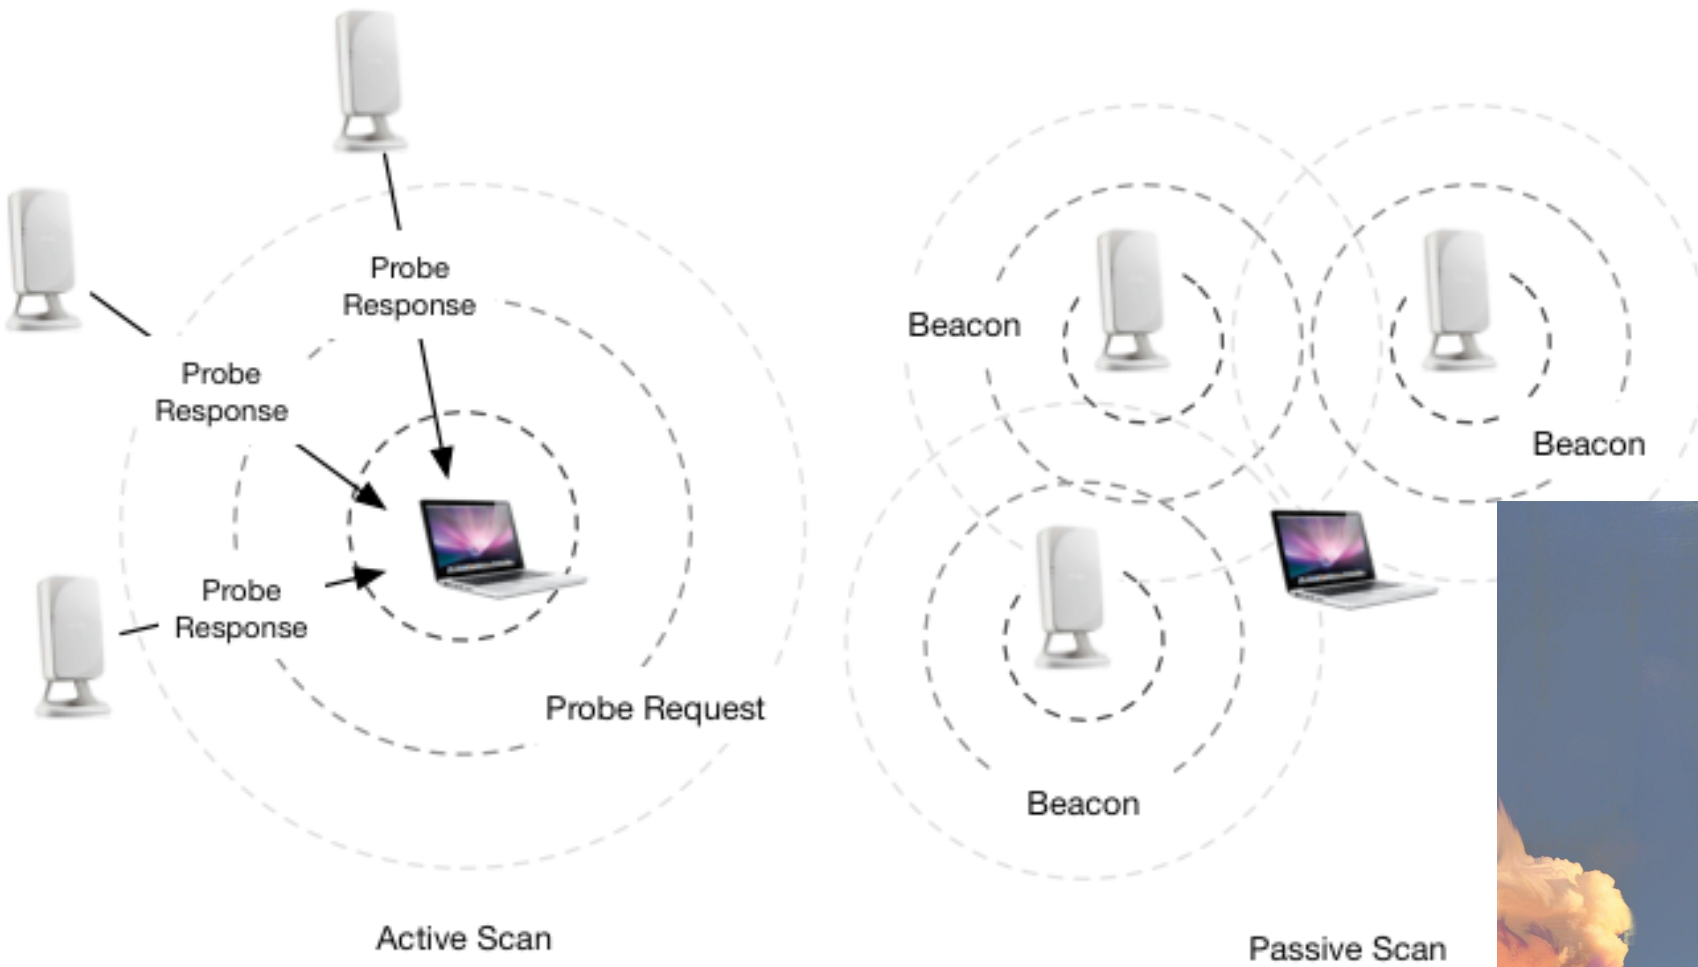 Probe
Response
Probe
Response
Probe
Response
Probe Request
Active Scan
Beacon
Beacon
Beacon
Passive Scan